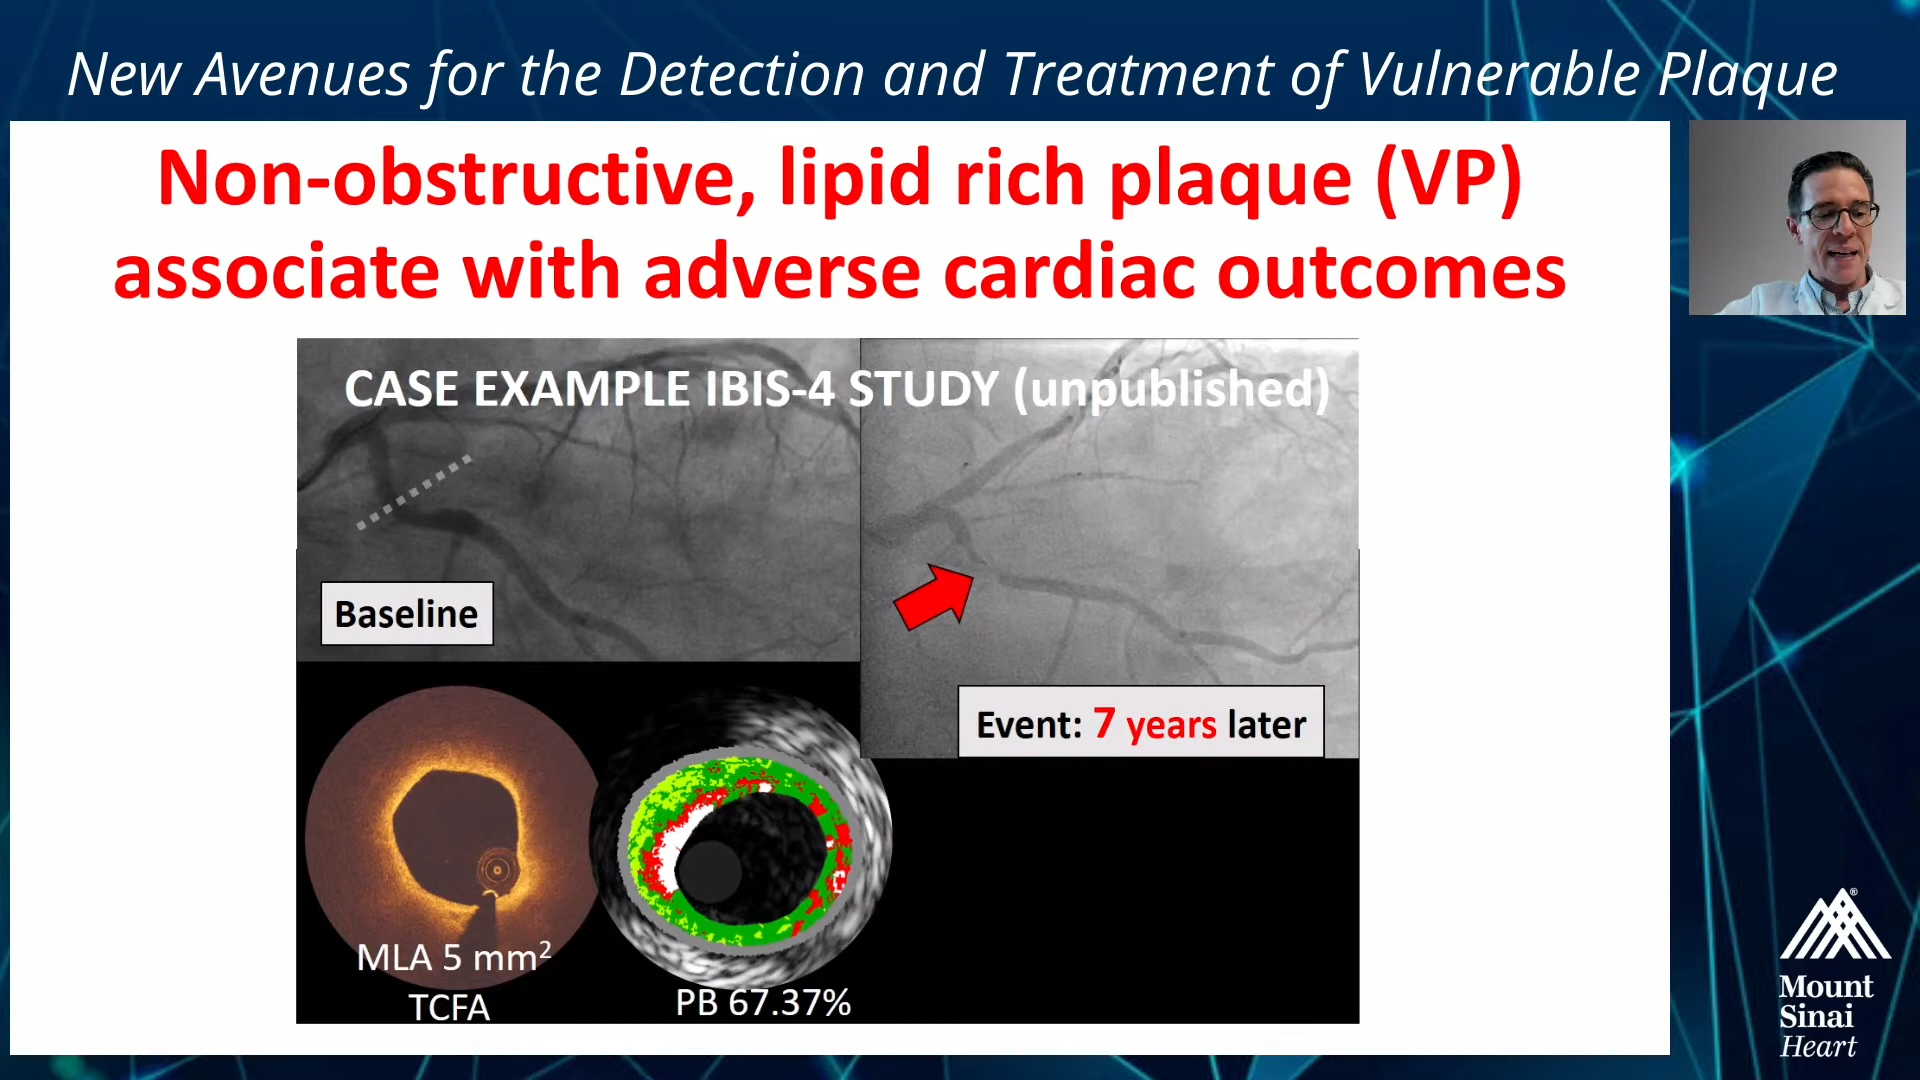 New Avenues for the Detection and Treatment of Vulnerable Plaque
Non-obstructive, lipid rich plaque (VP)
associate with adverse cardiac outcomes
CASE EXAMPLE IBIS-4 STUDY (unpublished)
Baseline
Event: 7 years later
MLA 5 mm²
TCFA
PB 67.37%
Mount
Sinai
Heart